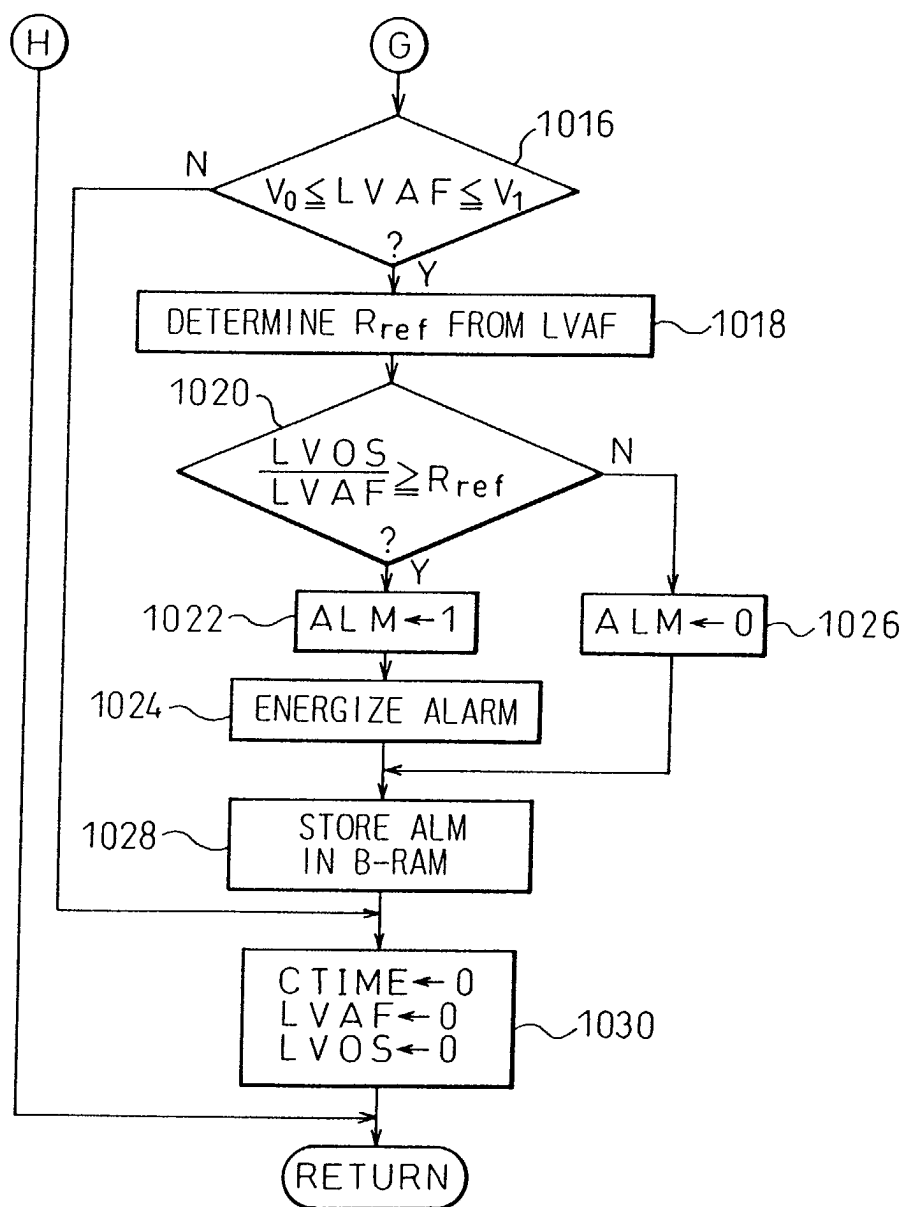 H
G
1016
N
V₀ ≦ LVAF ≦ V₁
?
Y
DETERMINE Rref FROM LVAF
1018
1020
LVOS
LVAF ≧ Rref
N
?
Y
1022
ALM←1
ALM←0
1026
1024
ENERGIZE ALARM
1028
STORE ALM
IN B-RAM
CTIME←0
LVAF←0
LVOS←0
1030
RETURN